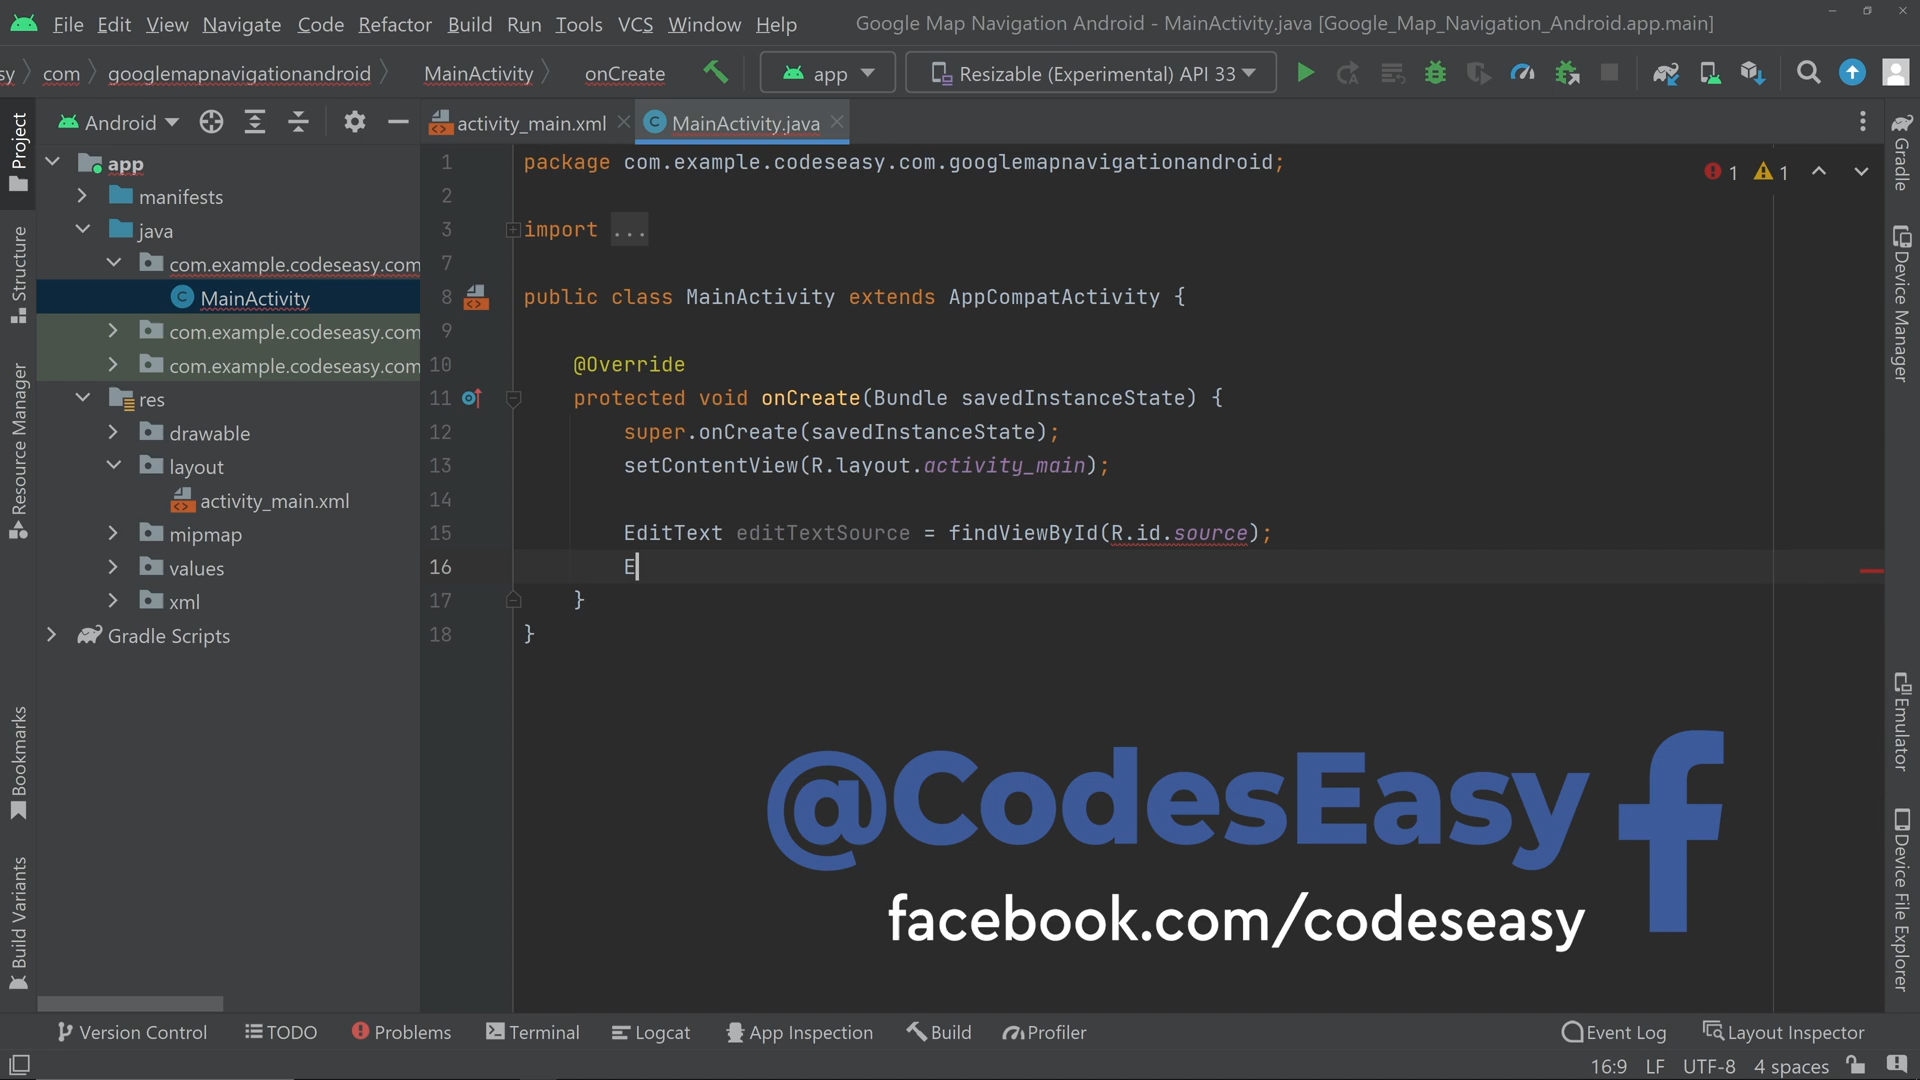 File Edit View Navigate Code Refactor Build Run Tools VCS Window Help Google Map Navigation Android - MainActivity.java [Google_Map_Navigation_Android.app.main]
sy com googlemapnavigationandroid MainActivity onCreate app Resizable (Experimental) API 33
Android activity_main.xml MainActivity.java
Project
Structure
Resource Manager
Bookmarks
Build Variants
app
manifests
java
com.example.codeseasy.com
MainActivity
com.example.codeseasy.com
com.example.codeseasy.com
res
drawable
layout
activity_main.xml
mipmap
values
xml
Gradle Scripts
1 package com.example.codeseasy.com.googlemapnavigationandroid;
2
3 import ...
7
8 public class MainActivity extends AppCompatActivity {
9
10 @Override
11 protected void onCreate(Bundle savedInstanceState) {
12 super.onCreate(savedInstanceState);
13 setContentView(R.layout.activity_main);
14
15 EditText editTextSource = findViewById(R.id.source);
16 E
17 }
18 }
1 1
@CodesEasy
facebook.com/codeseasy
Gradle
Device Manager
Emulator
Device File Explorer
Version Control TODO Problems Terminal Logcat App Inspection Build Profiler Event Log Layout Inspector
16:9 LF UTF-8 4 spaces